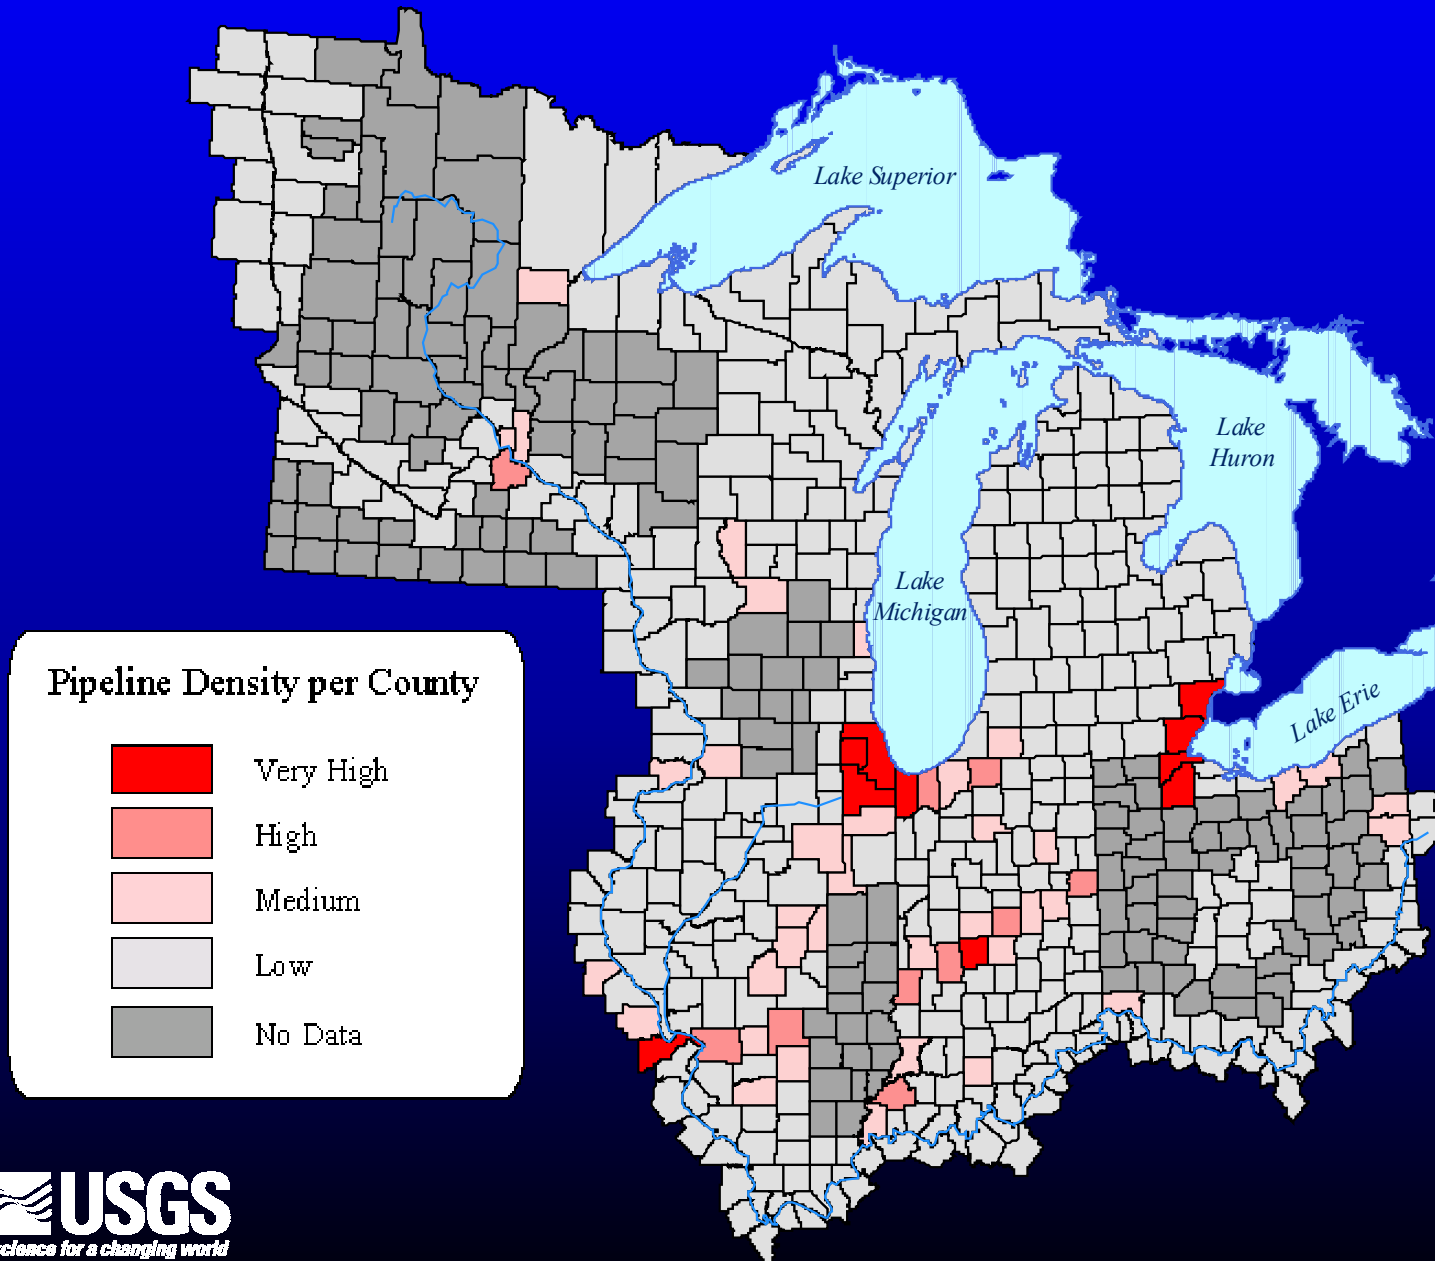 Lake Superior
Lake
Huron
Lake
Michigan
Lake Erie
Pipeline Density per County
Very High
High
Medium
Low
No Data
USGS
science for a changing world